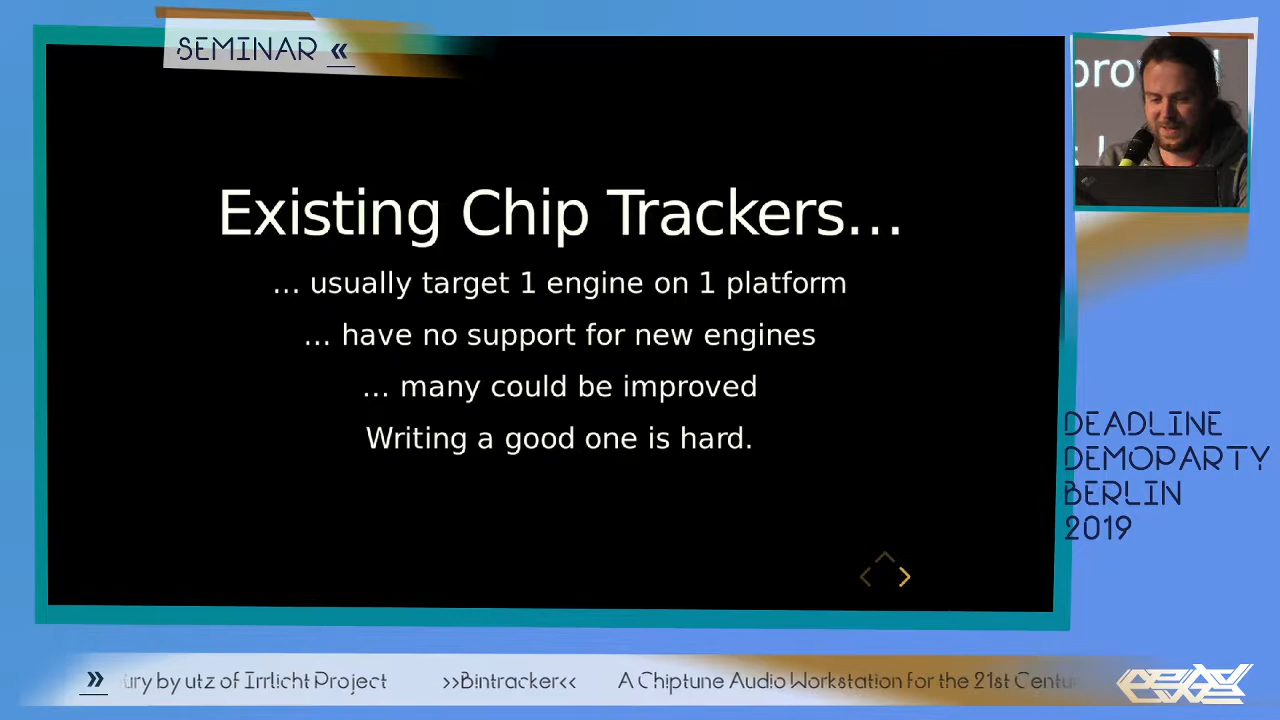 SEMINAR «
Existing Chip Trackers...
... usually target 1 engine on 1 platform
... have no support for new engines
... many could be improved
Writing a good one is hard.
DEADLINE
DEMOPARTY
BERLIN
2019
» ury by utz of Irrlicht Project >>Bintracker<< A Chiptune Audio Workstation for the 21st Centu